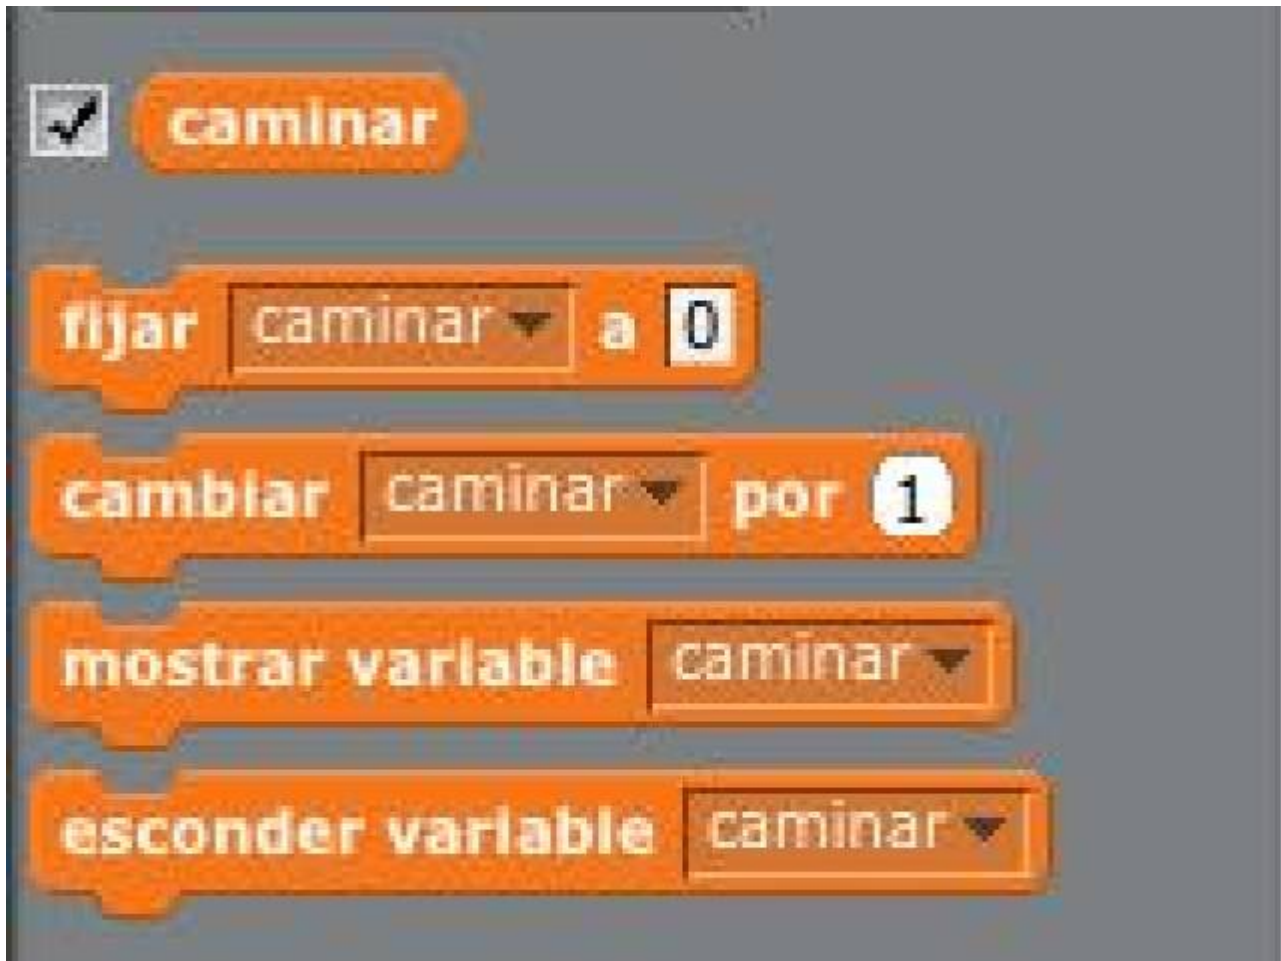 caminar
fijar caminar a 0
cambiar caminar por 1
mostrar variable caminar
esconder variable caminar